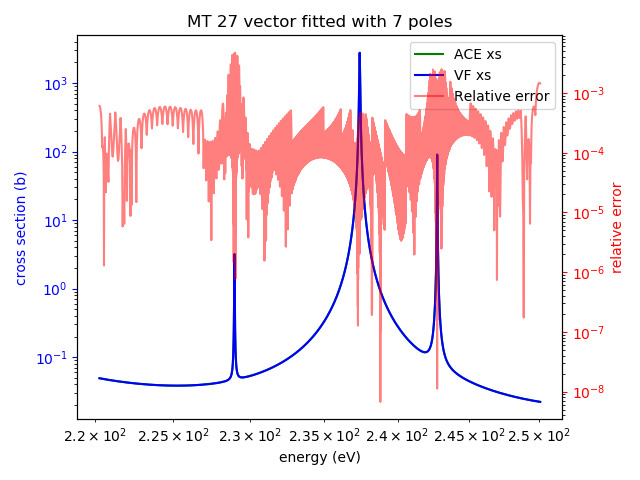 MT 27 vector fitted with 7 poles
ACE xs
VF xs
Relative error
cross section (b)
10³
10²
10¹
10⁰
10⁻¹
10⁻³
10⁻⁴
10⁻⁵
10⁻⁶
10⁻⁷
10⁻⁸
relative error
2.2 × 10² 2.25 × 10² 2.3 × 10² 2.35 × 10² 2.4 × 10² 2.45 × 10² 2.5 × 10²
energy (eV)